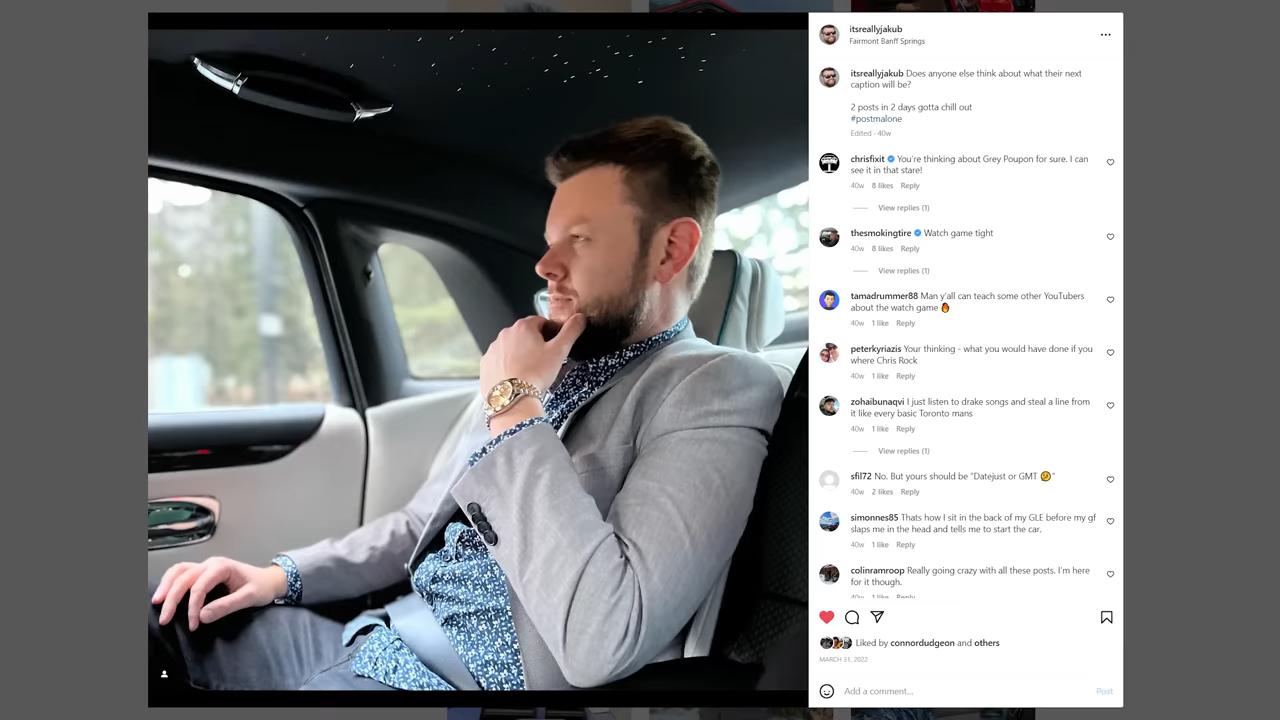 itsreallyjakub
Fairmont Banff Springs
itsreallyjakub Does anyone else think about what their next
caption will be?
2 posts in 2 days gotta chill out
#postmalone
Edited · 40w
chrisfixit You're thinking about Grey Poupon for sure. I can
see it in that stare!
40w 8 likes Reply
View replies (1)
thesmokingtire Watch game tight
40w 8 likes Reply
View replies (1)
tamadrummer88 Man y'all can teach some other YouTubers
about the watch game 🔥
40w 1 like Reply
peterkyriazis Your thinking - what you would have done if you
where Chris Rock
40w 1 like Reply
zohaibunaqvi I just listen to drake songs and steal a line from
it like every basic Toronto mans
40w 1 like Reply
View replies (1)
sfil72 No. But yours should be "Datejust or GMT 🫤"
40w 2 likes Reply
simonnes85 Thats how I sit in the back of my GLE before my gf
slaps me in the head and tells me to start the car.
40w 1 like Reply
colinramroop Really going crazy with all these posts. I'm here
for it though.
40w 1 like Reply
Liked by connordudgeon and others
MARCH 31, 2022
Add a comment...
Post